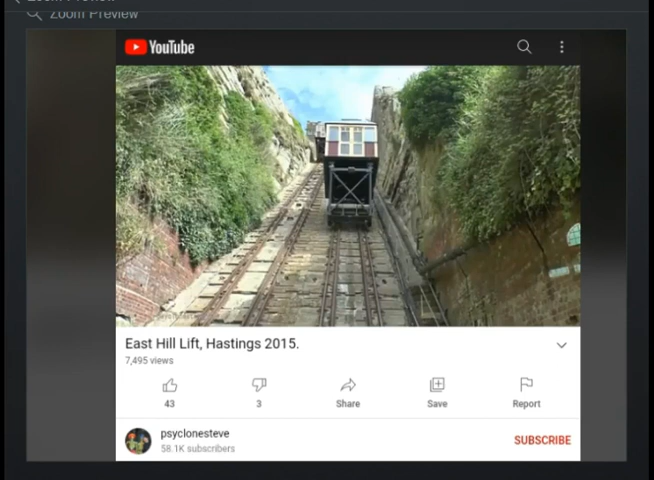 Zoom Preview
YouTube
East Hill Lift, Hastings 2015.
7,495 views
43
3
Share
Save
Report
psyclonesteve
58.1K subscribers
SUBSCRIBE